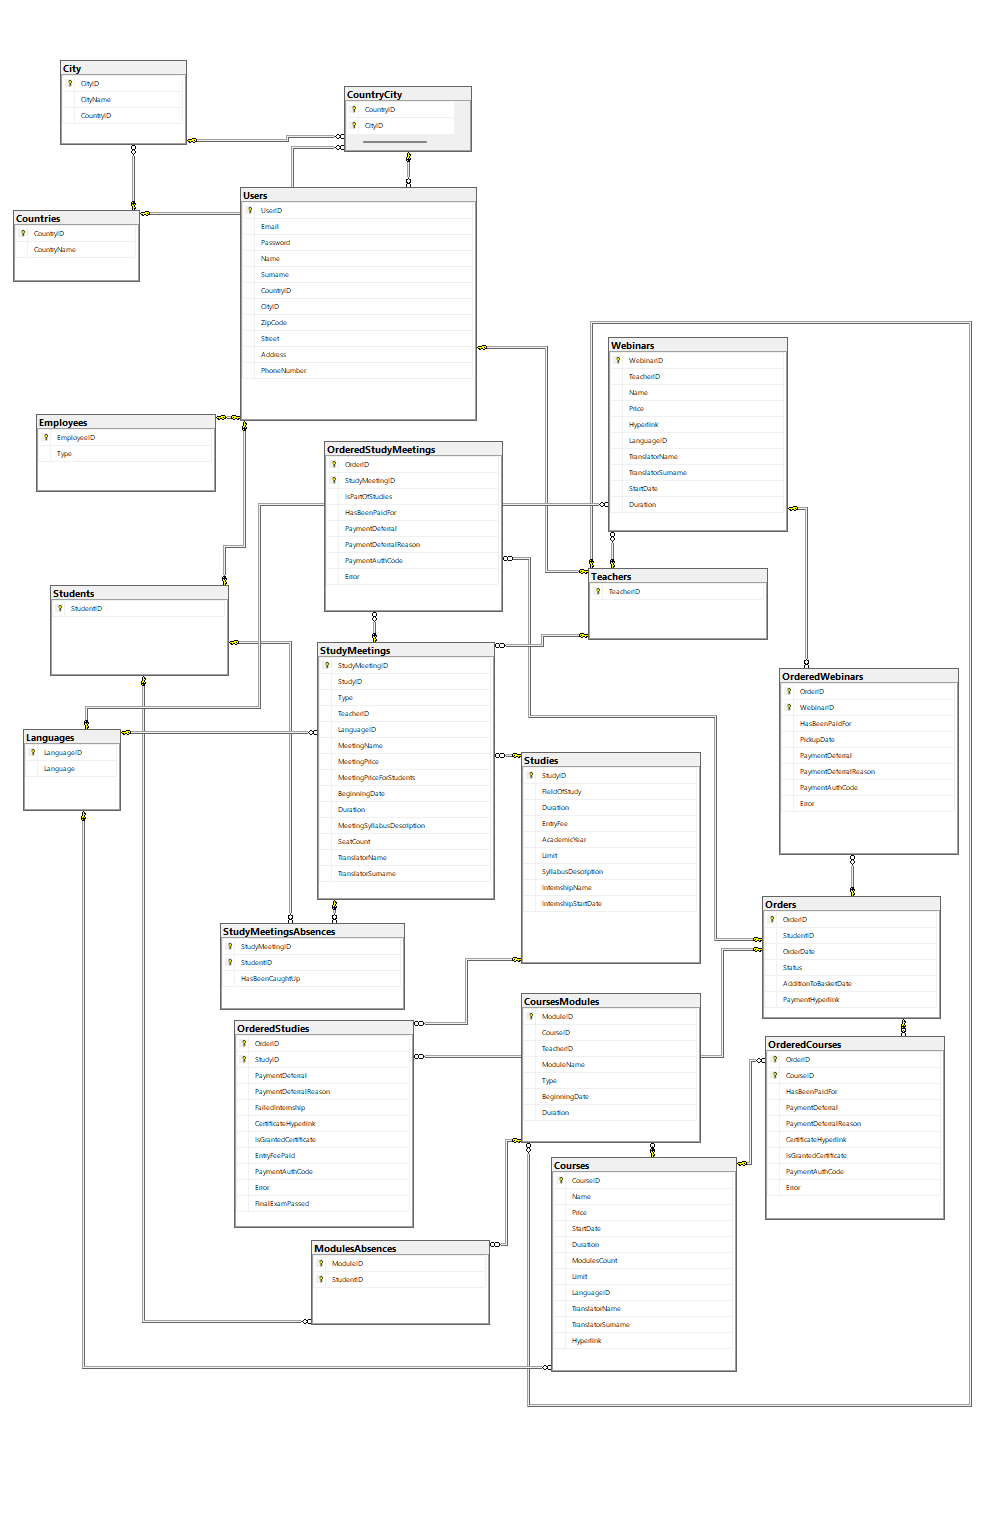 City
CityID
CityName
CountryID
CountryCity
CountryID
CityID
Countries
CountryID
CountryName
Users
UserID
Email
Password
Name
Surname
CountryID
CityID
ZipCode
Street
Address
PhoneNumber
Webinars
WebinarID
TeacherID
Name
Price
Hyperlink
LanguageID
TranslatorName
TranslatorSurname
StartDate
Duration
Employees
EmployeeID
Type
OrderedStudyMeetings
OrderID
StudyMeetingID
IsPartOfStudies
HasBeenPaidFor
PaymentDeferral
PaymentDeferralReason
PaymentAuthCode
Error
Teachers
TeacherID
Students
StudentID
StudyMeetings
StudyMeetingID
StudyID
Type
TeacherID
LanguageID
MeetingName
MeetingPrice
MeetingPriceForStudents
BeginningDate
Duration
MeetingSyllabusDescription
SeatCount
TranslatorName
TranslatorSurname
OrderedWebinars
OrderID
WebinarID
HasBeenPaidFor
PickupDate
PaymentDeferral
PaymentDeferralReason
PaymentAuthCode
Error
Languages
LanguageID
Language
Studies
StudyID
FieldOfStudy
Duration
EntryFee
AcademicYear
Limit
SyllabusDescription
InternshipName
InternshipStartDate
Orders
OrderID
StudentID
OrderDate
Status
AdditionToBasketDate
PaymentHyperlink
StudyMeetingsAbsences
StudyMeetingID
StudentID
HasBeenCaughtUp
CoursesModules
ModuleID
CourseID
TeacherID
ModuleName
Type
BeginningDate
Duration
OrderedStudies
OrderID
StudyID
PaymentDeferral
PaymentDeferralReason
FailedInternship
CertificateHyperlink
IsGrantedCertificate
EntryFeePaid
PaymentAuthCode
Error
FinalExamPassed
OrderedCourses
OrderID
CourseID
HasBeenPaidFor
PaymentDeferral
PaymentDeferralReason
CertificateHyperlink
IsGrantedCertificate
PaymentAuthCode
Error
Courses
CourseID
Name
Price
StartDate
Duration
ModulesCount
Limit
LanguageID
TranslatorName
TranslatorSurname
Hyperlink
ModulesAbsences
ModuleID
StudentID